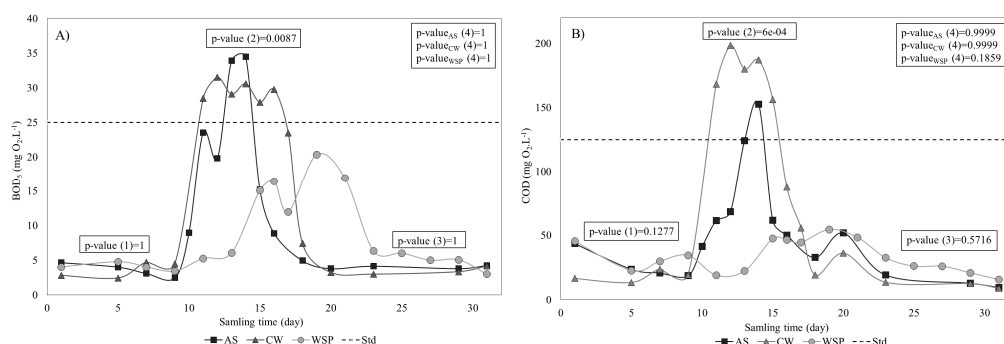 A)
p-value (2)=0.0087
p-valueAS (4)=1
p-valueCW (4)=1
p-valueWSP (4)=1
BOD5 (mg O2.L-1)
40
35
30
25
20
15
10
5
0
p-value (1)=1
p-value (3)=1
0 5 10 15 20 25 30
Samling time (day)
AS CW WSP Std
B)
p-value (2)=6e-04
p-valueAS (4)=0.9999
p-valueCW (4)=0.9999
p-valueWSP (4)=0.1859
COD (mg O2.L-1)
200
150
100
50
0
p-value (1)=0.1277
p-value (3)=0.5716
0 5 10 15 20 25 30
Samling time (day)
AS CW WSP Std